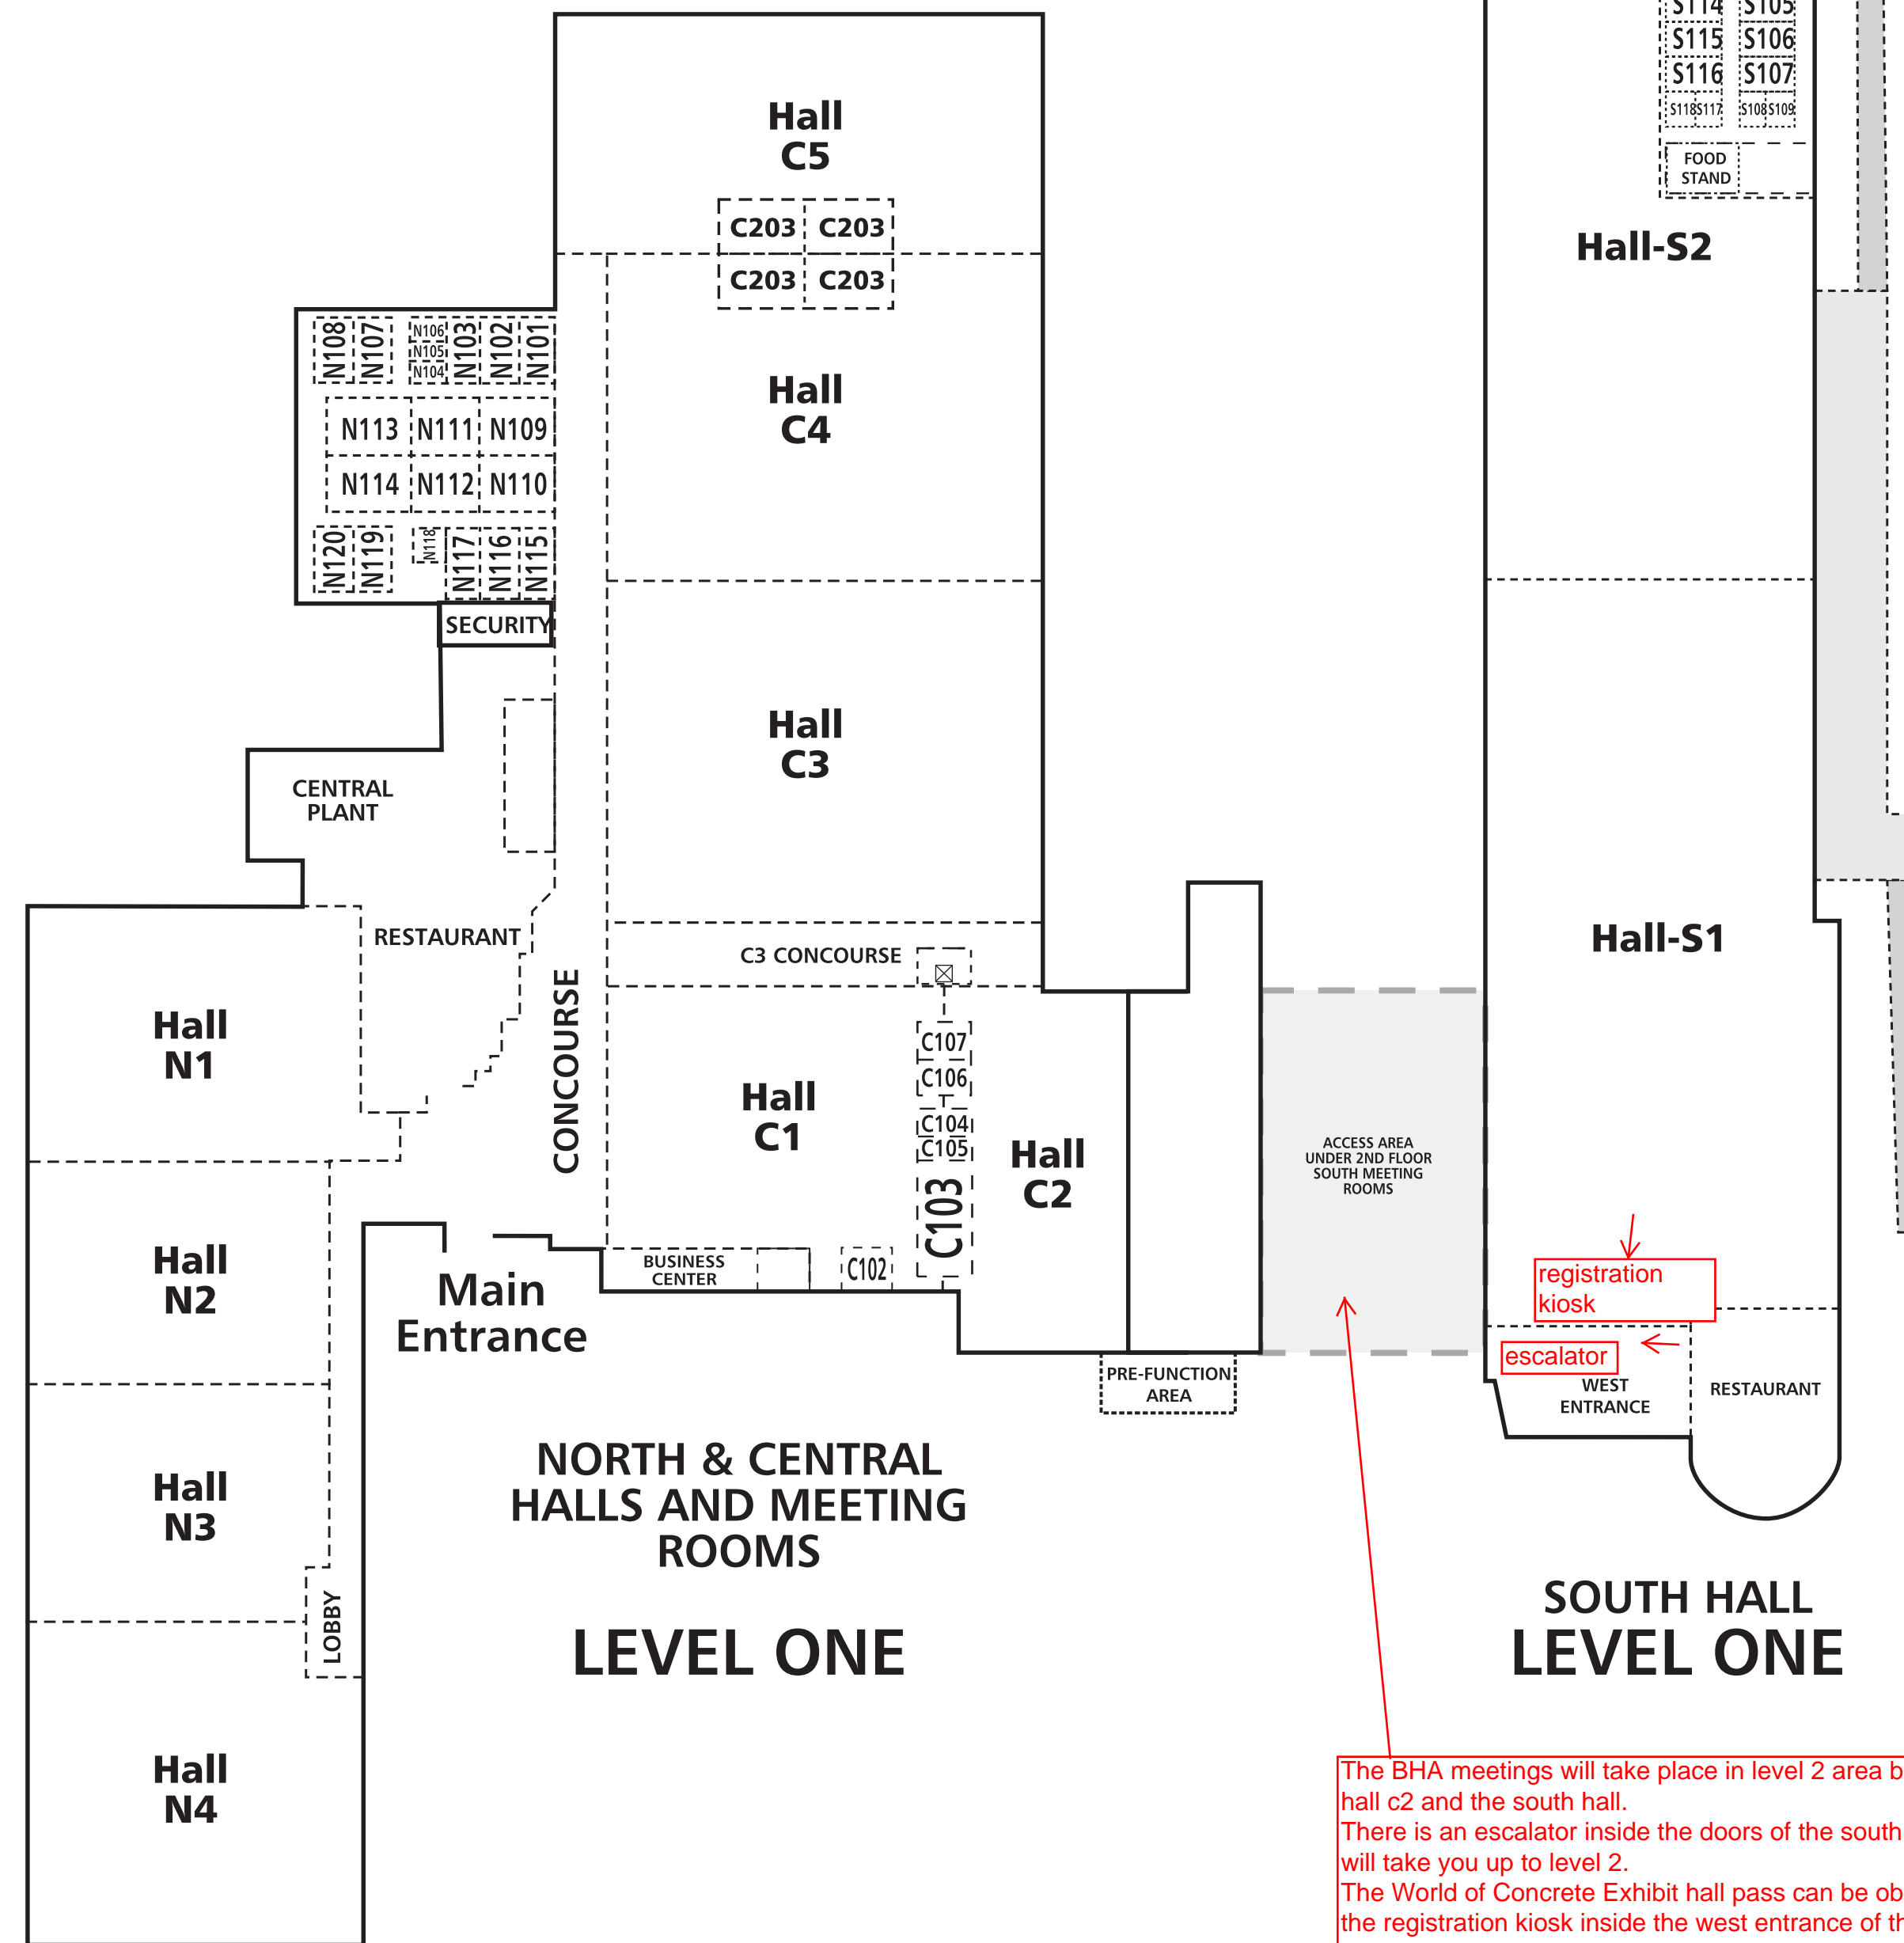 S114 S105
S115 S106
S116 S107
S118 S117 S108 S109
FOOD
STAND
Hall-S2
Hall
C5
C203 C203
C203 C203
N108 N107 N106 N105 N104 N103 N102 N101
Hall
C4
N113 N111 N109
N114 N112 N110
N120 N119 N118 N117 N116 N115
SECURITY
Hall
C3
CENTRAL
PLANT
RESTAURANT
C3 CONCOURSE
Hall-S1
CONCOURSE
Hall
N1
C107
C106
C104
C105
C103
Hall
C1
Hall
C2
ACCESS AREA
UNDER 2ND FLOOR
SOUTH MEETING
ROOMS
Hall
N2
Main
Entrance
BUSINESS
CENTER
C102
registration
kiosk
escalator
WEST
ENTRANCE
RESTAURANT
PRE-FUNCTION
AREA
Hall
N3
NORTH & CENTRAL
HALLS AND MEETING
ROOMS
LEVEL ONE
LOBBY
SOUTH HALL
LEVEL ONE
Hall
N4
The BHA meetings will take place in level 2 area
hall c2 and the south hall.
There is an escalator inside the doors of the south
will take you up to level 2.
The World of Concrete Exhibit hall pass can be
the registration kiosk inside the west entrance of